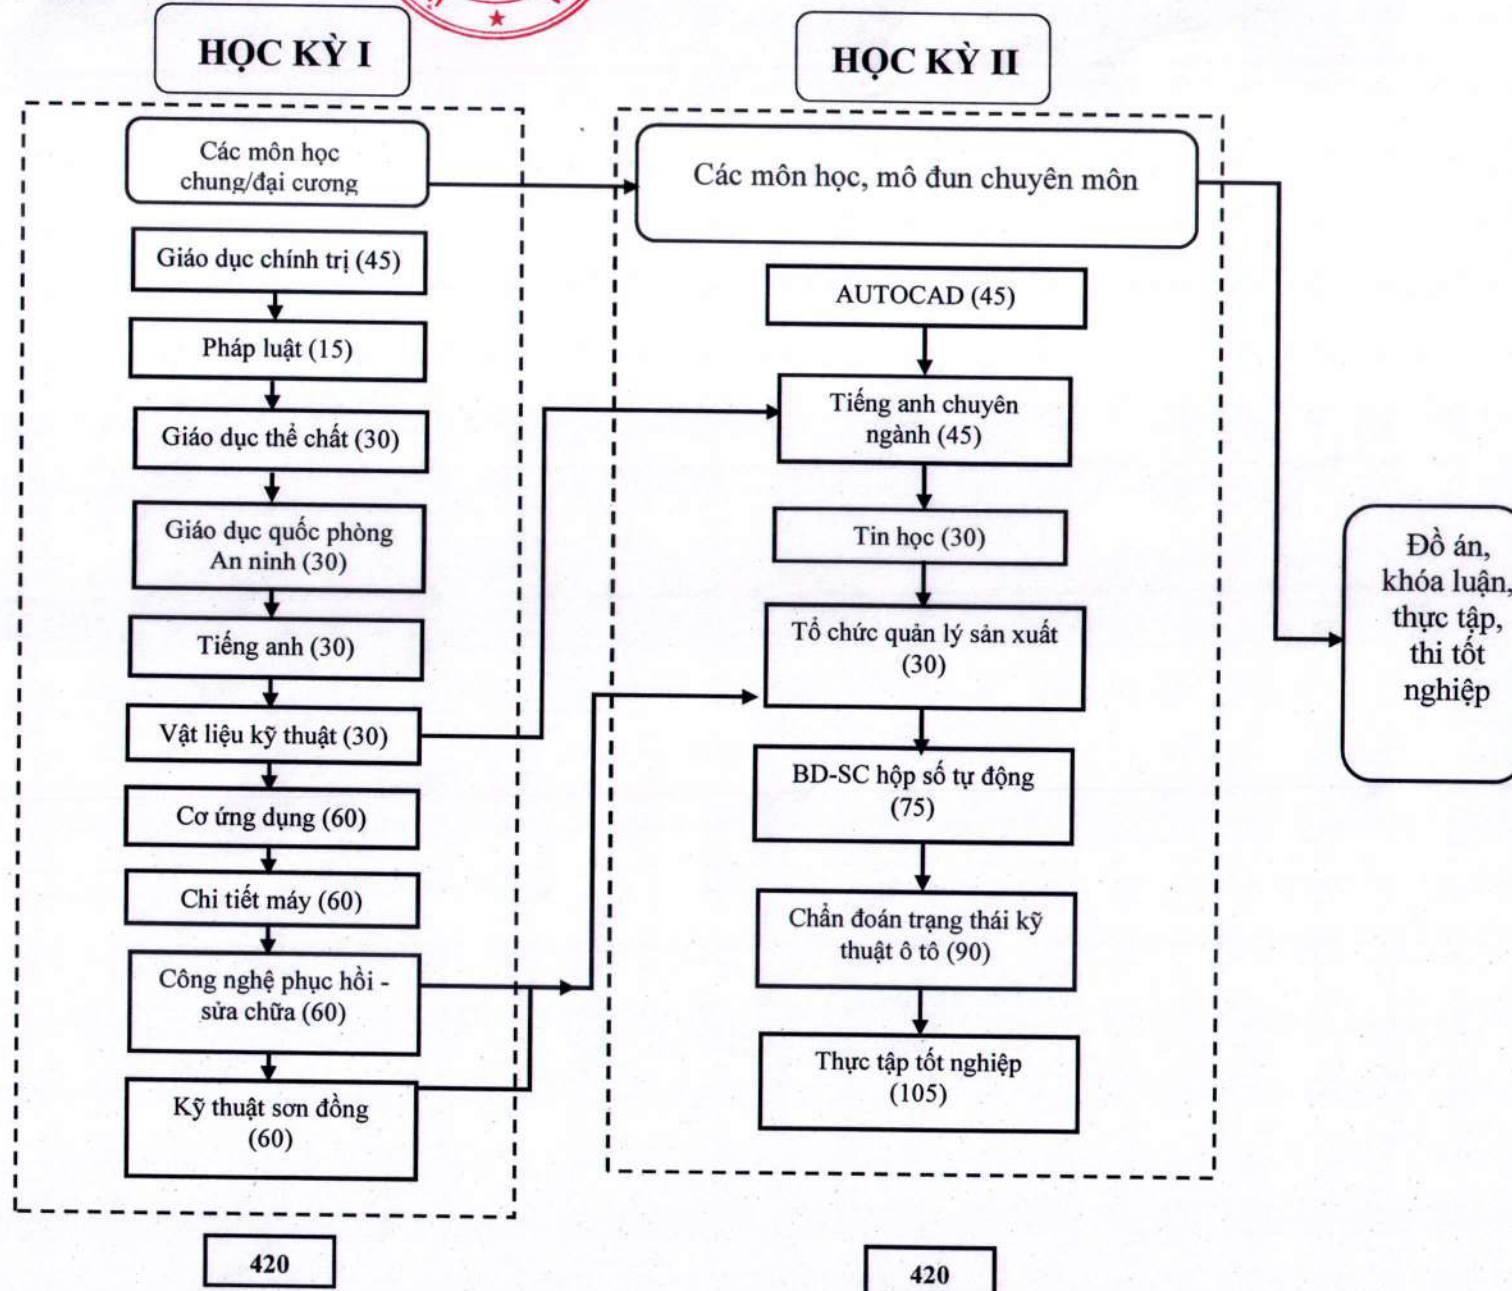 HỌC KỲ I
Các môn học
chung/đại cương
Giáo dục chính trị (45)
Pháp luật (15)
Giáo dục thể chất (30)
Giáo dục quốc phòng
An ninh (30)
Tiếng anh (30)
Vật liệu kỹ thuật (30)
Cơ ứng dụng (60)
Chi tiết máy (60)
Công nghệ phục hồi -
sửa chữa (60)
Kỹ thuật sơn đồng
(60)
420
HỌC KỲ II
Các môn học, mô đun chuyên môn
AUTOCAD (45)
Tiếng anh chuyên
ngành (45)
Tin học (30)
Tổ chức quản lý sản xuất
(30)
BD-SC hộp số tự động
(75)
Chẩn đoán trạng thái kỹ
thuật ô tô (90)
Thực tập tốt nghiệp
(105)
420
Đồ án,
khóa luận,
thực tập,
thi tốt
nghiệp